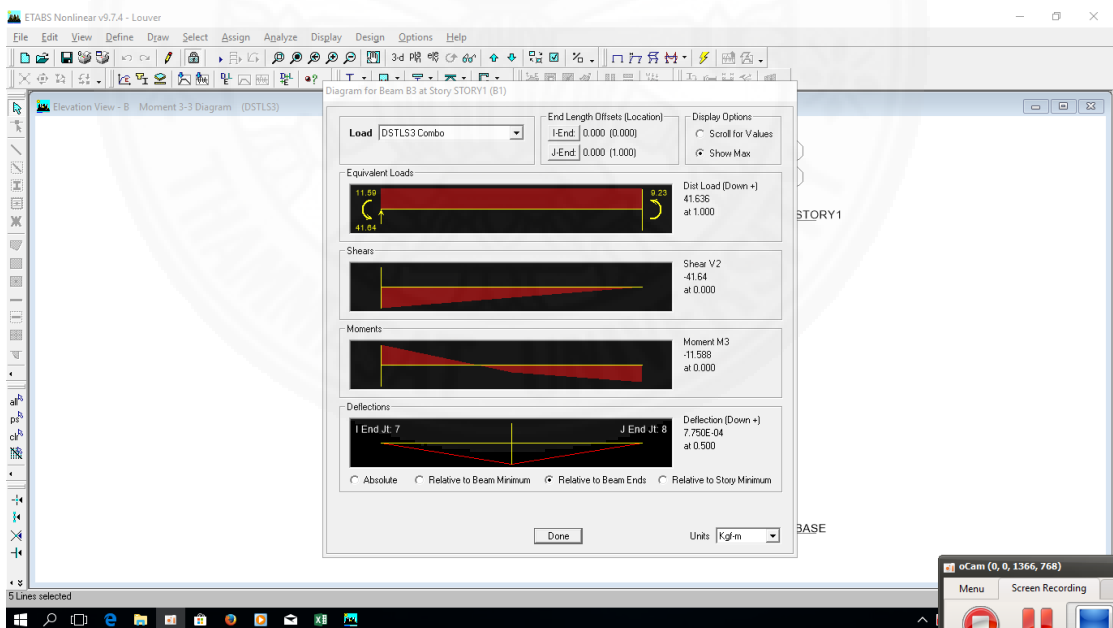 ETABS Nonlinear v9.7.4 - Louver
File Edit View Define Draw Select Assign Analyze Display Design Options Help
3-d
Elevation View - B Moment 3-3 Diagram (DSTLS3)
Diagram for Beam B3 at Story STORY1 (B1)
Load DSTLS3 Combo
End Length Offsets (Location)
I-End: 0.000 (0.000)
J-End: 0.000 (1.000)
Display Options
Scroll for Values
Show Max
Equivalent Loads
11.59
41.64
9.23
Dist Load (Down +)
41.636
at 1.000
STORY1
Shears
Shear V2
-41.64
at 0.000
Moments
Moment M3
-11.588
at 0.000
Deflections
I End Jt: 7
J End Jt: 8
Deflection (Down +)
7.750E-04
at 0.500
Absolute
Relative to Beam Minimum
Relative to Beam Ends
Relative to Story Minimum
Done
Units Kgf-m
BASE
all
ps
clr
5 Lines selected
oCam (0, 0, 1366, 768)
Menu
Screen Recording